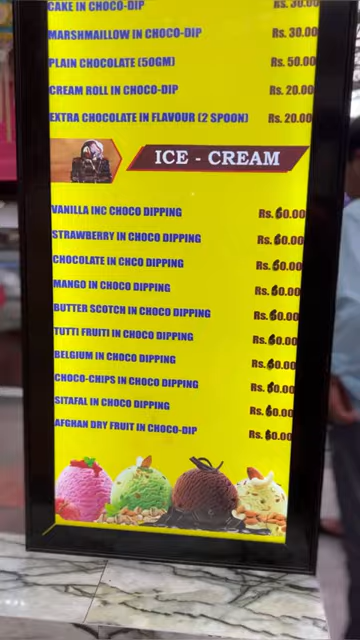 CAKE IN CHOCO-DIP Rs. 30.00
MARSHMAILLOW IN CHOCO-DIP Rs. 30.00
PLAIN CHOCOLATE (50GM) Rs. 50.00
CREAM ROLL IN CHOCO-DIP Rs. 20.00
EXTRA CHOCOLATE IN FLAVOUR (2 SPOON) Rs. 20.00
ICE - CREAM
VANILLA INC CHOCO DIPPING Rs. 60.00
STRAWBERRY IN CHOCO DIPPING Rs. 60.00
CHOCOLATE IN CHCO DIPPING Rs. 60.00
MANGO IN CHOCO DIPPING Rs. 60.00
BUTTER SCOTCH IN CHOCO DIPPING Rs. 60.00
TUTTI FRUITI IN CHOCO DIPPING Rs. 60.00
BELGIUM IN CHOCO DIPPING Rs. 60.00
CHOCO-CHIPS IN CHOCO DIPPING Rs. 60.00
SITAFAL IN CHOCO DIPPING Rs. 60.00
AFGHAN DRY FRUIT IN CHOCO-DIP Rs. 60.00